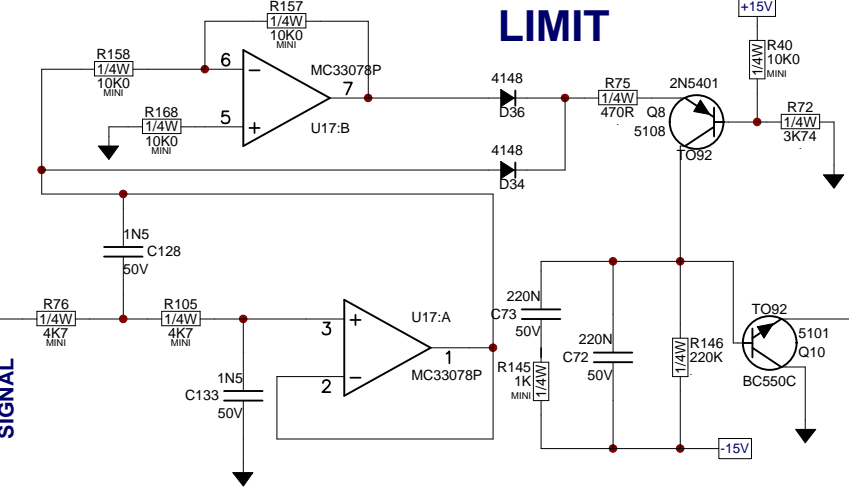 LIMIT
+15V
R157
1/4W
10K0
MINI
R158
1/4W
10K0
MINI
6
5
7
MC33078P
U17:B
R168
1/4W
10K0
MINI
4148
D36
4148
D34
R75
1/4W
470R
2N5401
Q8
5108
TO92
R40
10K0
1/4W
MINI
R72
1/4W
3K74
1N5
C128
50V
R76
1/4W
4K7
MINI
R105
1/4W
4K7
MINI
3
2
1
U17:A
MC33078P
1N5
C133
50V
220N
C73
50V
R145
1K
1/4W
MINI
220N
C72
50V
R146
220K
1/4W
TO92
5101
Q10
BC550C
-15V
SIGNAL